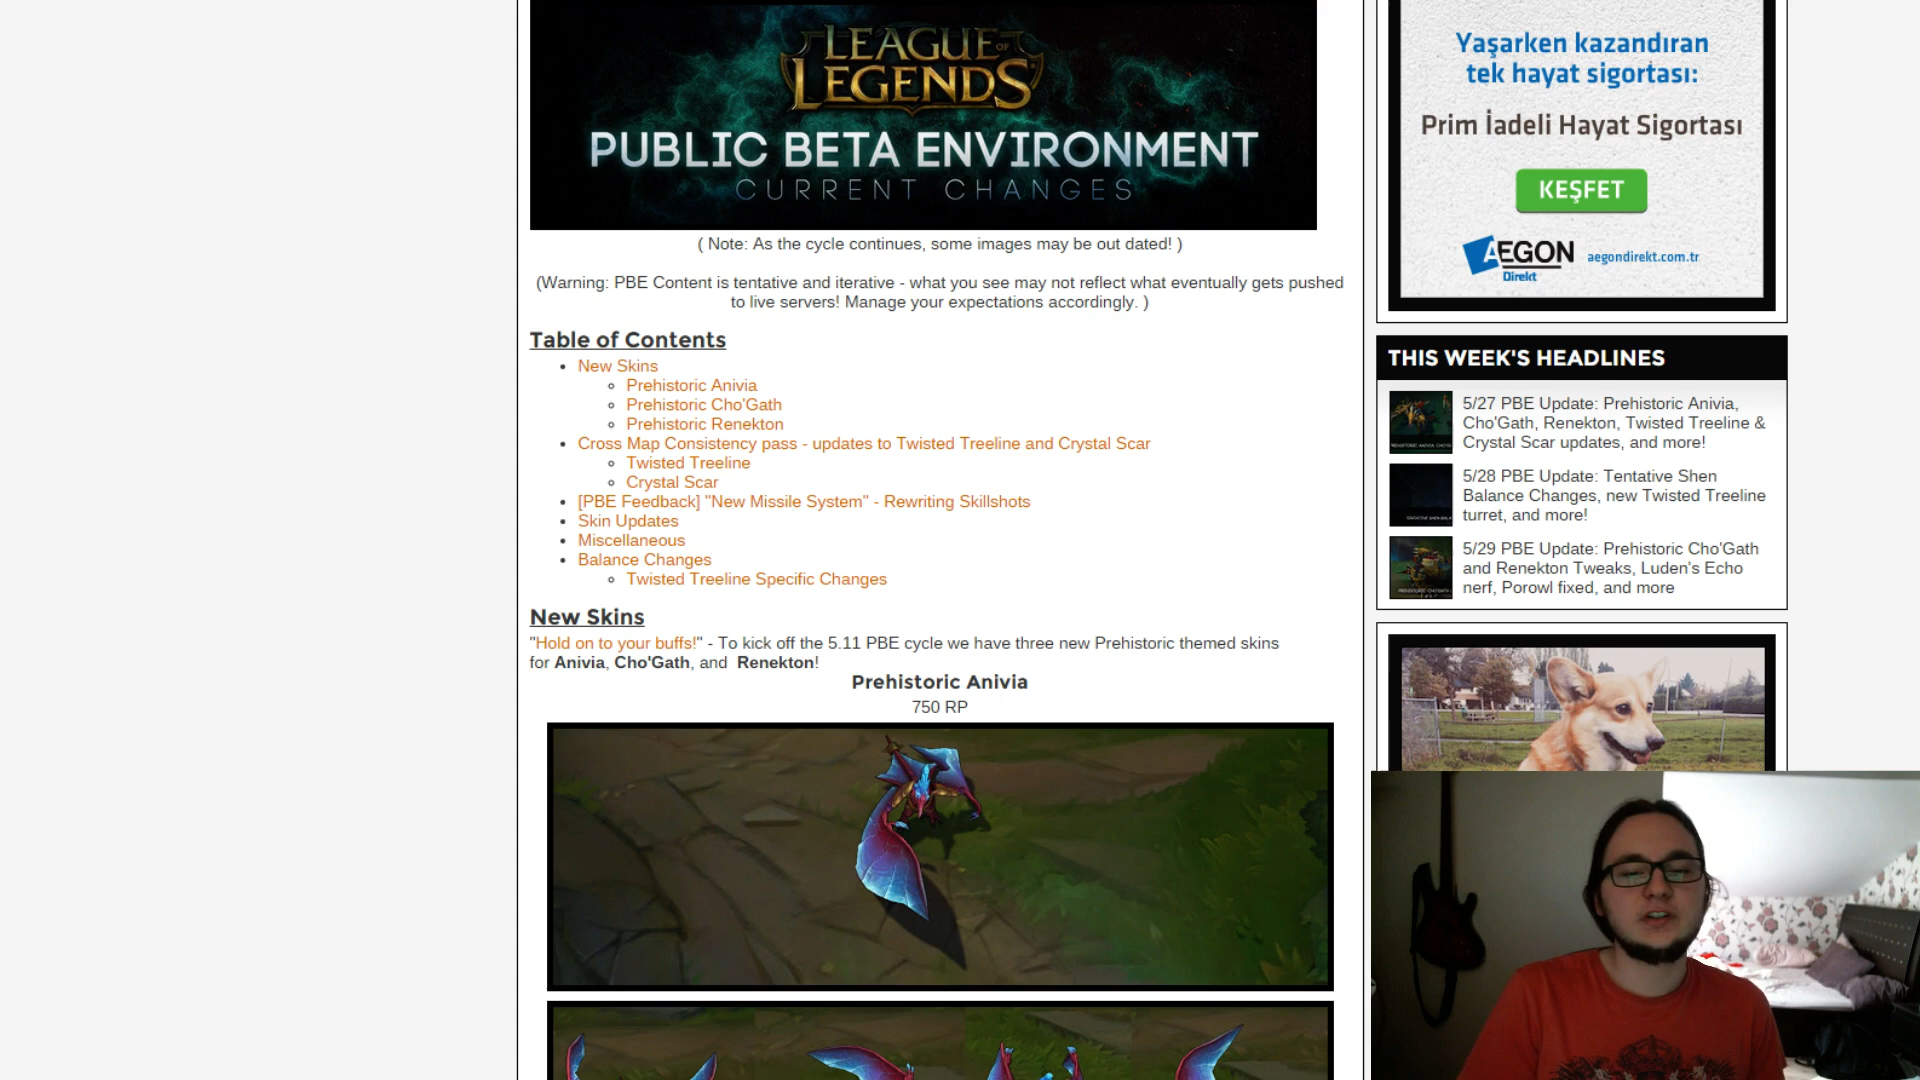 LEAGUE OF
LEGENDS
PUBLIC BETA ENVIRONMENT
CURRENT CHANGES
( Note: As the cycle continues, some images may be out dated! )
(Warning: PBE Content is tentative and iterative - what you see may not reflect what eventually gets pushed
to live servers! Manage your expectations accordingly. )
Table of Contents
• New Skins
◦ Prehistoric Anivia
◦ Prehistoric Cho'Gath
◦ Prehistoric Renekton
• Cross Map Consistency pass - updates to Twisted Treeline and Crystal Scar
◦ Twisted Treeline
◦ Crystal Scar
• [PBE Feedback] "New Missile System" - Rewriting Skillshots
• Skin Updates
• Miscellaneous
• Balance Changes
◦ Twisted Treeline Specific Changes
New Skins
"Hold on to your buffs!" - To kick off the 5.11 PBE cycle we have three new Prehistoric themed skins
for Anivia, Cho'Gath, and Renekton!
Prehistoric Anivia
750 RP
Yaşarken kazandıran
tek hayat sigortası:
Prim İadeli Hayat Sigortası
KEŞFET
AEGON
Direkt
aegondirekt.com.tr
THIS WEEK'S HEADLINES
5/27 PBE Update: Prehistoric Anivia,
Cho'Gath, Renekton, Twisted Treeline &
Crystal Scar updates, and more!
5/28 PBE Update: Tentative Shen
Balance Changes, new Twisted Treeline
turret, and more!
5/29 PBE Update: Prehistoric Cho'Gath
and Renekton Tweaks, Luden's Echo
nerf, Porowl fixed, and more